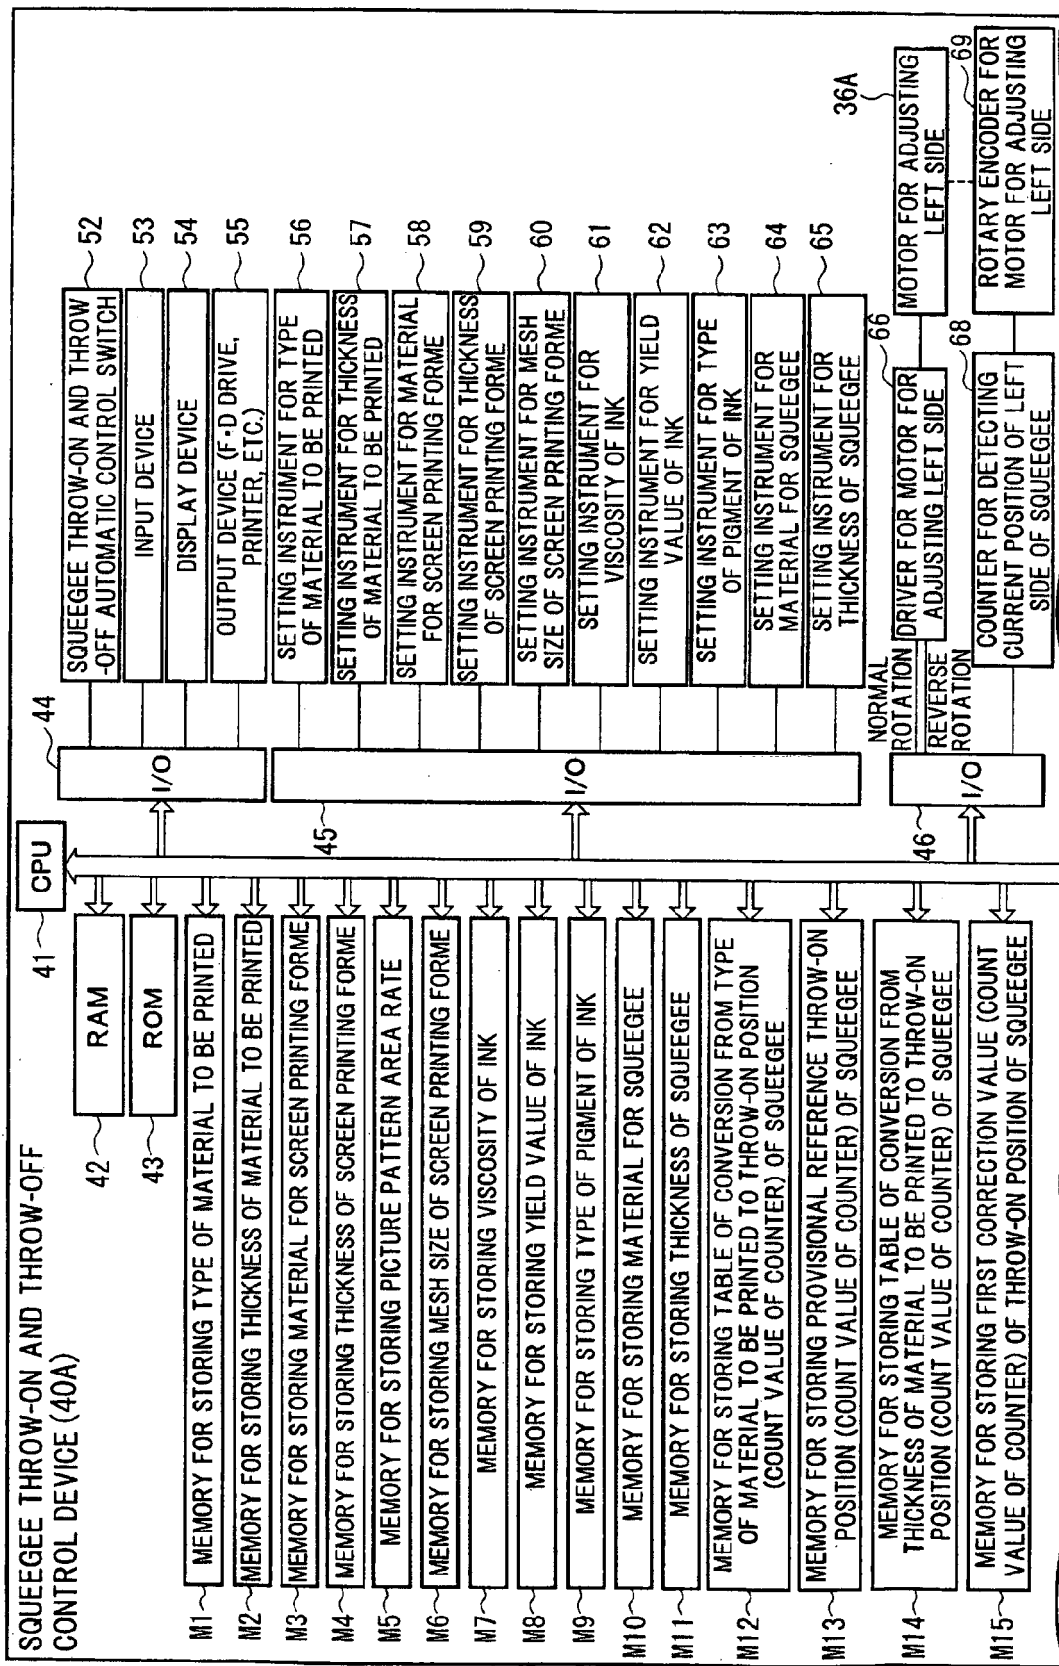 SQUEEGEE THROW-ON AND THROW-OFF
CONTROL DEVICE (40A)
41
CPU
42
RAM
43
ROM
M1
MEMORY FOR STORING TYPE OF MATERIAL TO BE PRINTED
M2
MEMORY FOR STORING THICKNESS OF MATERIAL TO BE PRINTED
M3
MEMORY FOR STORING MATERIAL FOR SCREEN PRINTING FORME
M4
MEMORY FOR STORING THICKNESS OF SCREEN PRINTING FORME
M5
MEMORY FOR STORING PICTURE PATTERN AREA RATE
M6
MEMORY FOR STORING MESH SIZE OF SCREEN PRINTING FORME
M7
MEMORY FOR STORING VISCOSITY OF INK
M8
MEMORY FOR STORING YIELD VALUE OF INK
M9
MEMORY FOR STORING TYPE OF PIGMENT OF INK
M10
MEMORY FOR STORING MATERIAL FOR SQUEEGEE
M11
MEMORY FOR STORING THICKNESS OF SQUEEGEE
M12
MEMORY FOR STORING TABLE OF CONVERSION FROM TYPE
OF MATERIAL TO BE PRINTED TO THROW-ON POSITION
(COUNT VALUE OF COUNTER) OF SQUEEGEE
M13
MEMORY FOR STORING PROVISIONAL REFERENCE THROW-ON
POSITION (COUNT VALUE OF COUNTER) OF SQUEEGEE
M14
MEMORY FOR STORING TABLE OF CONVERSION FROM
THICKNESS OF MATERIAL TO BE PRINTED TO THROW-ON
POSITION (COUNT VALUE OF COUNTER) OF SQUEEGEE
M15
MEMORY FOR STORING FIRST CORRECTION VALUE (COUNT
VALUE OF COUNTER) OF THROW-ON POSITION OF SQUEEGEE
44
I/O
SQUEEGEE THROW-ON AND THROW
-OFF AUTOMATIC CONTROL SWITCH
52
INPUT DEVICE
53
DISPLAY DEVICE
54
OUTPUT DEVICE (F·D DRIVE,
PRINTER, ETC.)
55
45
I/O
SETTING INSTRUMENT FOR TYPE
OF MATERIAL TO BE PRINTED
56
SETTING INSTRUMENT FOR THICKNESS
OF MATERIAL TO BE PRINTED
57
SETTING INSTRUMENT FOR MATERIAL
FOR SCREEN PRINTING FORME
58
SETTING INSTRUMENT FOR THICKNESS
OF SCREEN PRINTING FORME
59
SETTING INSTRUMENT FOR MESH
SIZE OF SCREEN PRINTING FORME
60
SETTING INSTRUMENT FOR
VISCOSITY OF INK
61
SETTING INSTRUMENT FOR YIELD
VALUE OF INK
62
SETTING INSTRUMENT FOR TYPE
OF PIGMENT OF INK
63
SETTING INSTRUMENT FOR
MATERIAL FOR SQUEEGEE
64
SETTING INSTRUMENT FOR
THICKNESS OF SQUEEGEE
65
46
I/O
NORMAL
ROTATION
REVERSE
ROTATION
DRIVER FOR MOTOR FOR
ADJUSTING LEFT SIDE
66
MOTOR FOR ADJUSTING
LEFT SIDE
36A
COUNTER FOR DETECTING
CURRENT POSITION OF LEFT
SIDE OF SQUEEGEE
68
ROTARY ENCODER FOR
MOTOR FOR ADJUSTING
LEFT SIDE
69